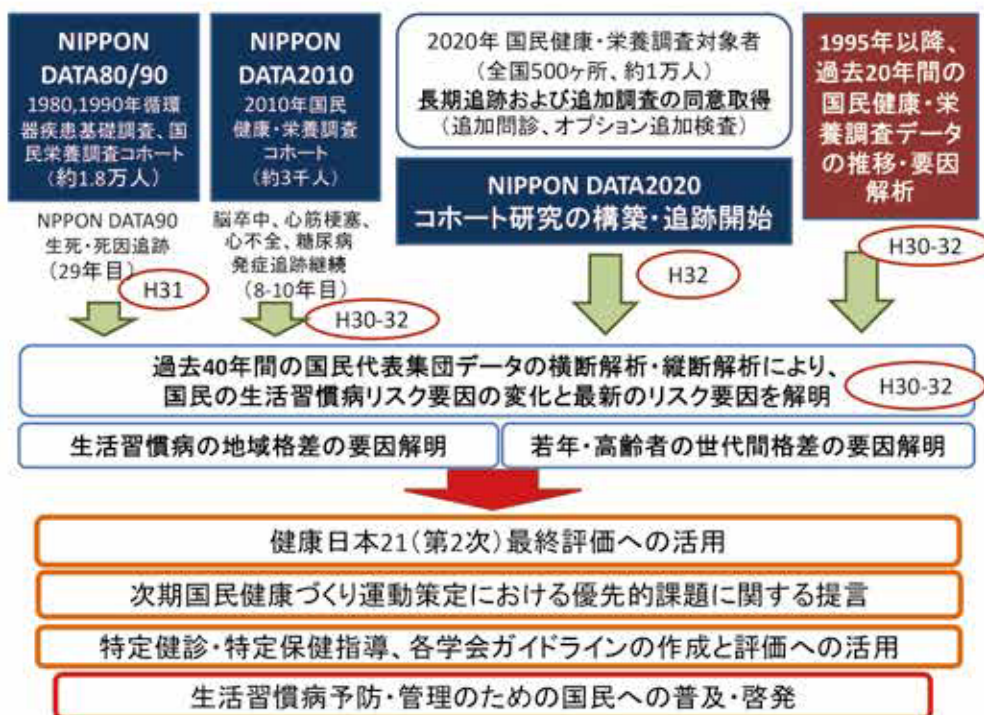 NIPPON
DATA80/90
1980,1990年循環
器疾患基礎調査、国
民栄養調査コホート
(約1.8万人)
NPPON DATA90
生死・死因追跡
(29年目)
H31
NIPPON
DATA2010
2010年国民
健康・栄養調査
コホート
(約3千人)
脳卒中、心筋梗塞、
心不全、糖尿病
発症追跡継続
(8-10年目)
H30-32
2020年 国民健康・栄養調査対象者
(全国500ヶ所、約1万人)
長期追跡および追加調査の同意取得
(追加問診、オプション追加検査)
NIPPON DATA2020
コホート研究の構築・追跡開始
H32
1995年以降、
過去20年間の
国民健康・栄
養調査データ
の推移・要因
解析
H30-32
過去40年間の国民代表集団データの横断解析・縦断解析により、
国民の生活習慣病リスク要因の変化と最新のリスク要因を解明
H30-32
生活習慣病の地域格差の要因解明
若年・高齢者の世代間格差の要因解明
健康日本21(第2次)最終評価への活用
次期国民健康づくり運動策定における優先的課題に関する提言
特定健診・特定保健指導、各学会ガイドラインの作成と評価への活用
生活習慣病予防・管理のための国民への普及・啓発